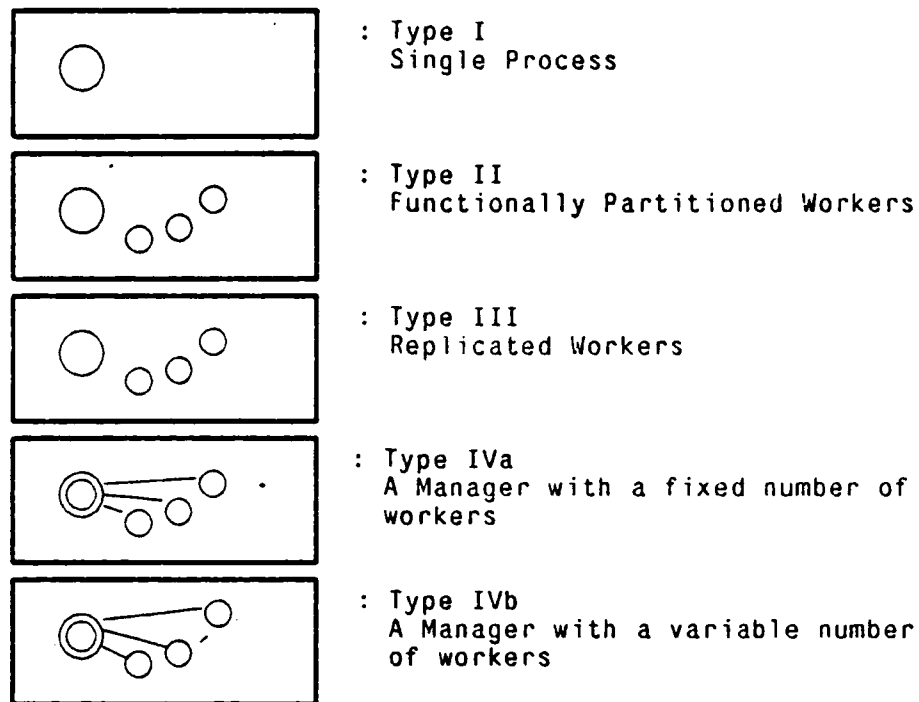 : Type I
Single Process
: Type II
Functionally Partitioned Workers
: Type III
Replicated Workers
: Type IVa
A Manager with a fixed number of
workers
: Type IVb
A Manager with a variable number
of workers